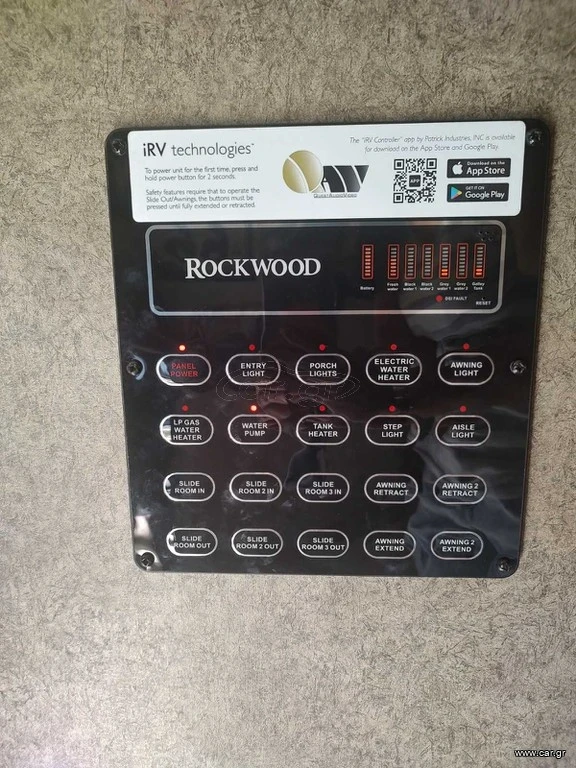 iRV technologies™
To power unit for the first time, press and
hold power button for 2 seconds.
Safety features require that to operate the
Slide Out/Awnings, the buttons must be
pressed until fully extended or retracted.
The "iRV Controller" app by Patrick Industries, INC is available
for download on the App Store and Google Play.
APP
Download on the
App Store
GET IT ON
Google Play
ROCKWOOD
Battery
Fresh water
Black water 1
Black water 2
Grey water 1
Grey water 2
Galley Tank
RESET
PANEL POWER
ENTRY LIGHT
PORCH LIGHTS
ELECTRIC WATER HEATER
AWNING LIGHT
LP GAS WATER HEATER
WATER PUMP
TANK HEATER
STEP LIGHT
AISLE LIGHT
SLIDE ROOM IN
SLIDE ROOM 2 IN
SLIDE ROOM 3 IN
AWNING RETRACT
AWNING 2 RETRACT
SLIDE ROOM OUT
SLIDE ROOM 2 OUT
SLIDE ROOM 3 OUT
AWNING EXTEND
AWNING 2 EXTEND
www.car.gr